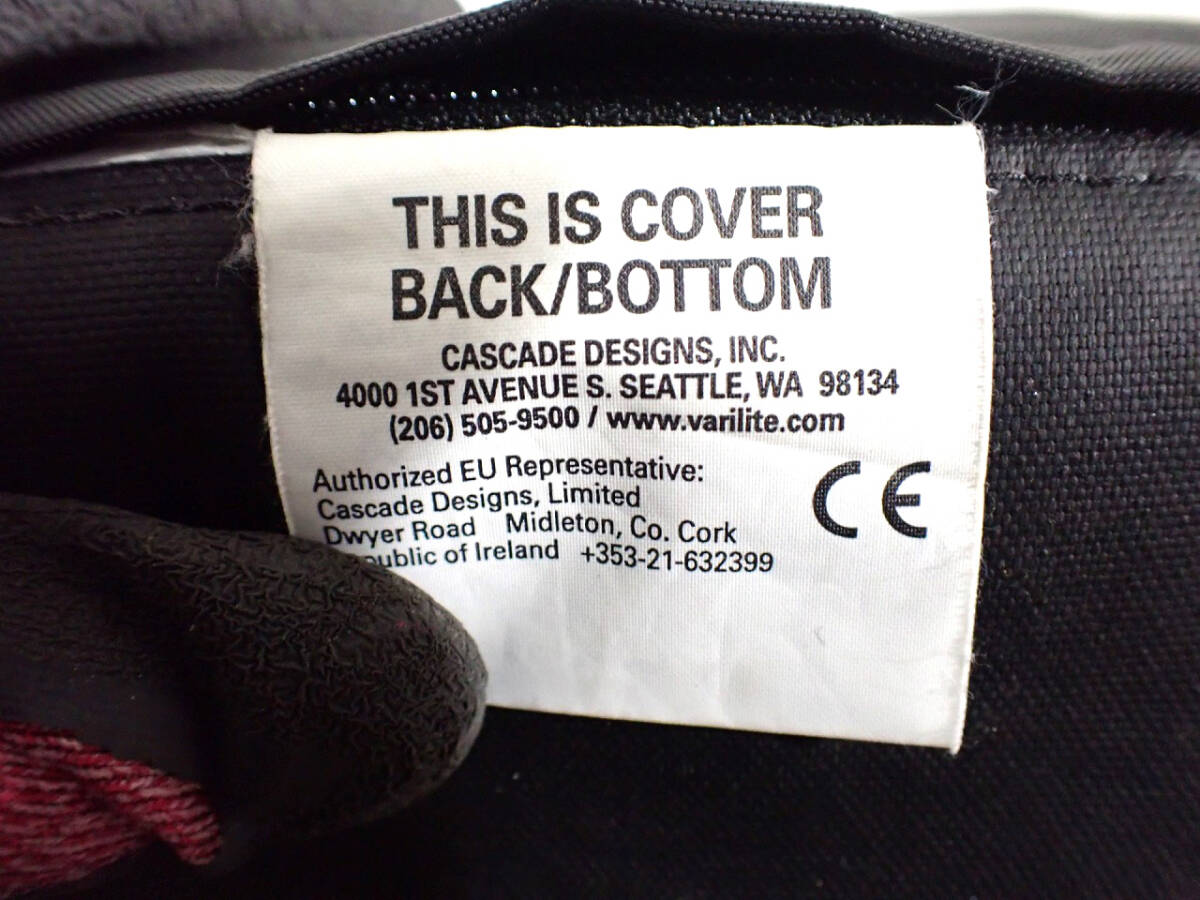 THIS IS COVER
BACK/BOTTOM
CASCADE DESIGNS, INC.
4000 1ST AVENUE S. SEATTLE, WA 98134
(206) 505-9500 / www.varilite.com
Authorized EU Representative:
Cascade Designs, Limited
Dwyer Road Midleton, Co. Cork
of Ireland +353-21-632399
CE